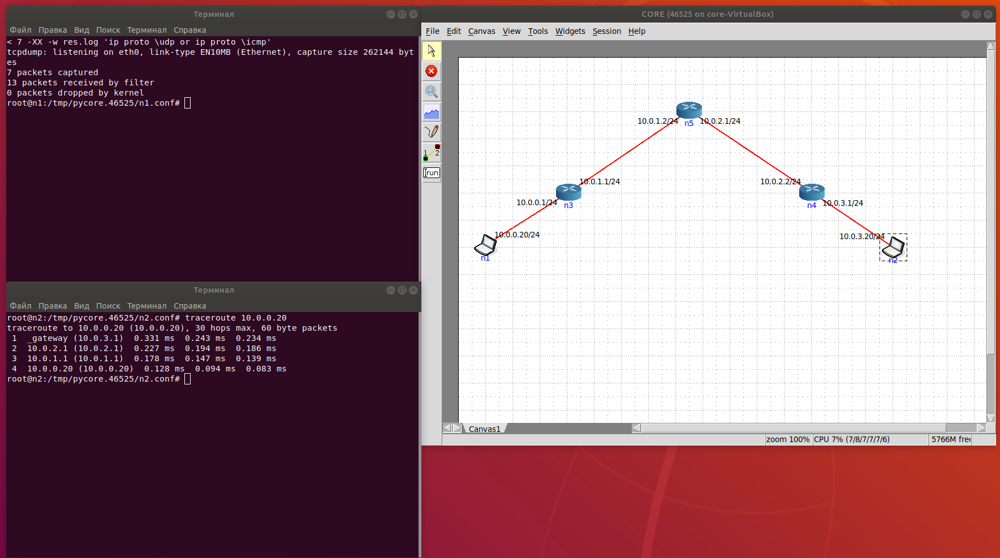 Терминал
Файл Правка Вид Поиск Терминал Справка
< 7 -XX -w res.log 'ip proto \udp or ip proto \icmp'
tcpdump: listening on eth0, link-type EN10MB (Ethernet), capture size 262144 byt
es
7 packets captured
13 packets received by filter
0 packets dropped by kernel
root@n1:/tmp/pycore.46525/n1.conf#
Терминал
Файл Правка Вид Поиск Терминал Справка
root@n2:/tmp/pycore.46525/n2.conf# traceroute 10.0.0.20
traceroute to 10.0.0.20 (10.0.0.20), 30 hops max, 60 byte packets
1 _gateway (10.0.3.1) 0.331 ms 0.243 ms 0.234 ms
2 10.0.2.1 (10.0.2.1) 0.227 ms 0.194 ms 0.186 ms
3 10.0.1.1 (10.0.1.1) 0.178 ms 0.147 ms 0.139 ms
4 10.0.0.20 (10.0.0.20) 0.128 ms 0.094 ms 0.083 ms
root@n2:/tmp/pycore.46525/n2.conf#
CORE (46525 on core-VirtualBox)
File Edit Canvas View Tools Widgets Session Help
1 2
run
10.0.1.2/24 n5 10.0.2.1/24
10.0.1.1/24
10.0.2.2/24
10.0.0.1/24 n3
n4 10.0.3.1/24
10.0.0.20/24
n1
10.0.3.20/24
n2
Canvas1
zoom 100% CPU 7% (7/8/7/7/7/6) 5766M free